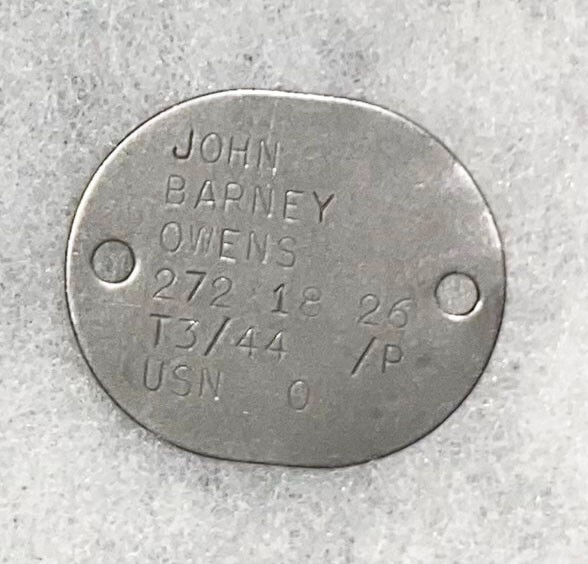 JOHN
BARNEY
OWENS
272 18 26
T3/44 /P
USN 0